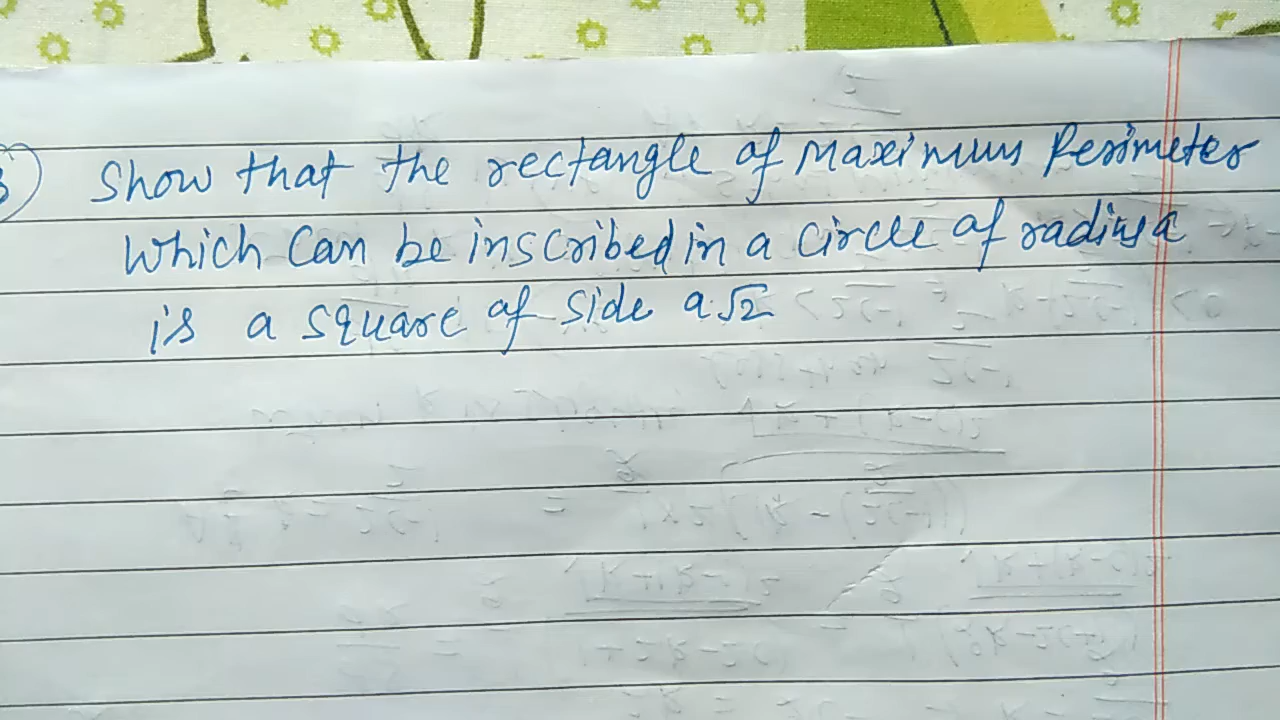 3) Show that the rectangle of Maximum Perimeter
which Can be inscribed in a circle of radius a
is a square of side a√2